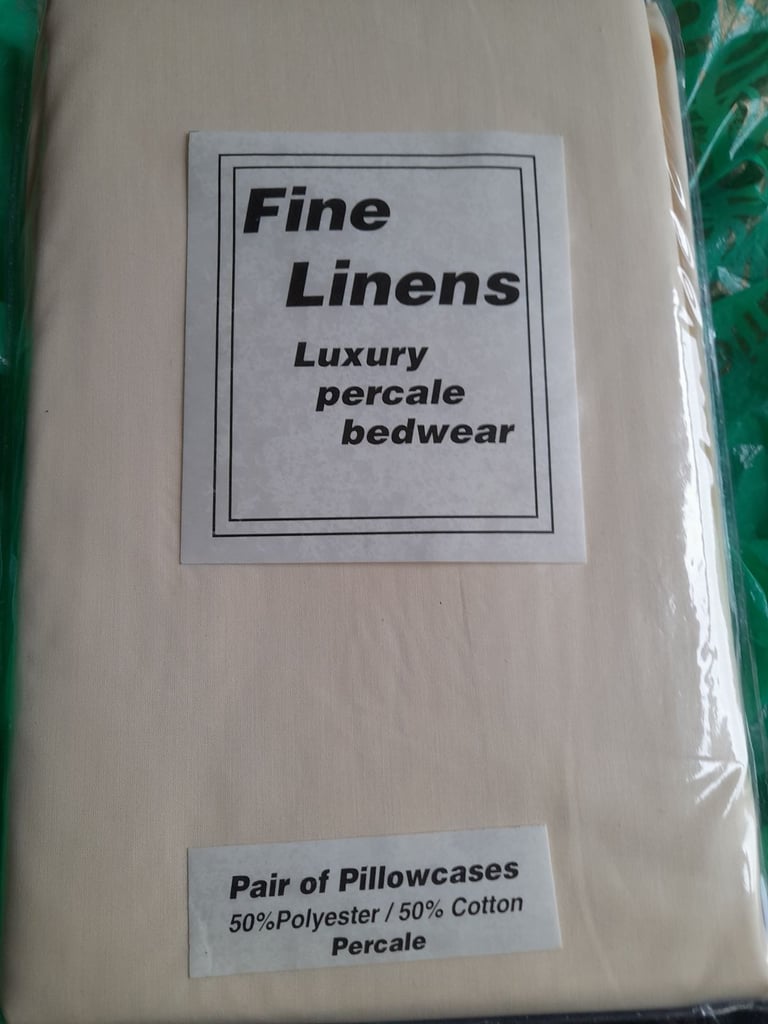 Fine
Linens
Luxury
percale
bedwear
Pair of Pillowcases
50%Polyester / 50% Cotton
Percale